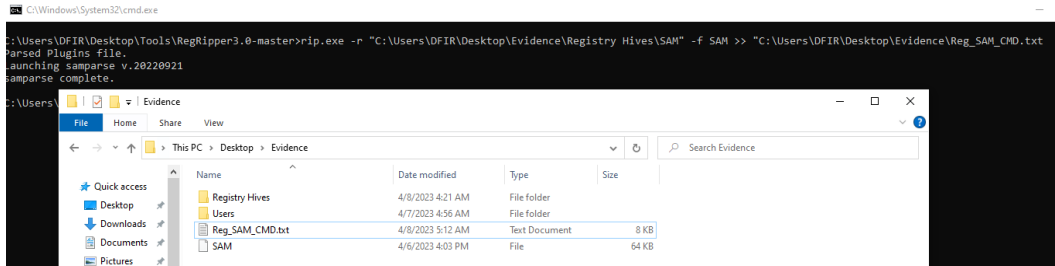 C:\Windows\System32\cmd.exe
C:\Users\DFIR\Desktop\Tools\RegRipper3.0-master>rip.exe -r "C:\Users\DFIR\Desktop\Evidence\Registry Hives\SAM" -f SAM >> "C:\Users\DFIR\Desktop\Evidence\Reg_SAM_CMD.txt
Parsed Plugins file.
Launching samparse v.20220921
samparse complete.
C:\Users\
Evidence
File Home Share View
This PC > Desktop > Evidence
Search Evidence
Name Date modified Type Size
Quick access
Desktop
Downloads
Documents
Pictures
Registry Hives 4/8/2023 4:21 AM File folder
Users 4/7/2023 4:56 AM File folder
Reg_SAM_CMD.txt 4/8/2023 5:12 AM Text Document 8 KB
SAM 4/6/2023 4:03 PM File 64 KB